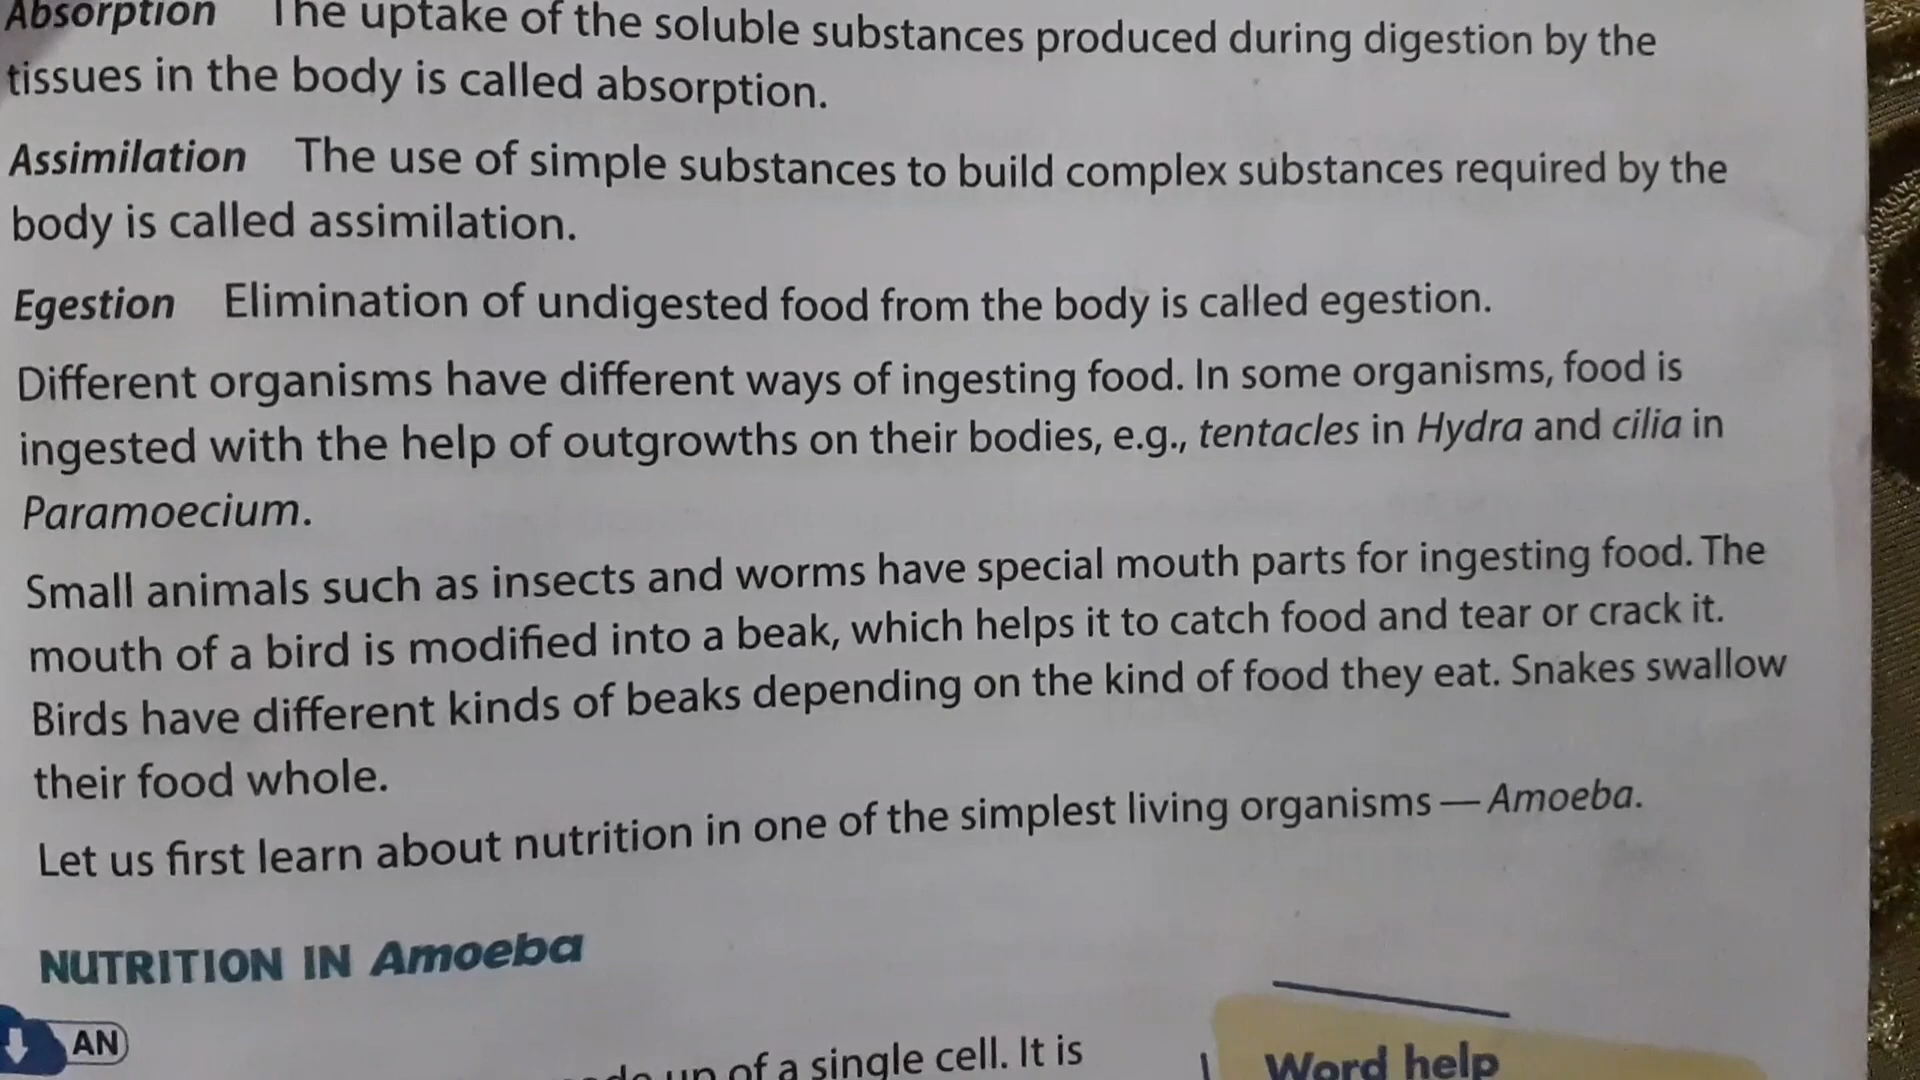 Absorption The uptake of the soluble substances produced during digestion by the
tissues in the body is called absorption.
Assimilation The use of simple substances to build complex substances required by the
body is called assimilation.
Egestion Elimination of undigested food from the body is called egestion.
Different organisms have different ways of ingesting food. In some organisms, food is
ingested with the help of outgrowths on their bodies, e.g., tentacles in Hydra and cilia in
Paramoecium.
Small animals such as insects and worms have special mouth parts for ingesting food. The
mouth of a bird is modified into a beak, which helps it to catch food and tear or crack it.
Birds have different kinds of beaks depending on the kind of food they eat. Snakes swallow
their food whole.
Let us first learn about nutrition in one of the simplest living organisms — Amoeba.
NUTRITION IN Amoeba
AN
up of a single cell. It is
Word help